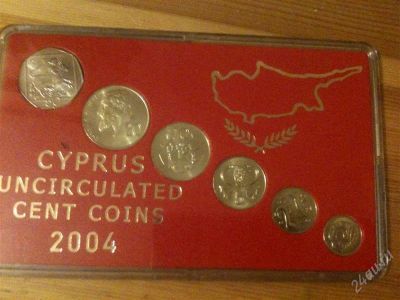 CYPRUS
UNCIRCULATED
CENT COINS
2004